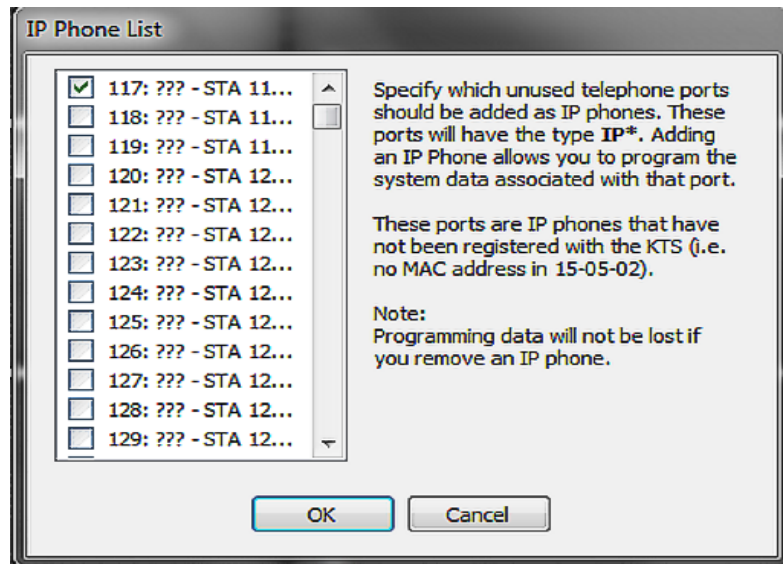 IP Phone List
117: ??? - STA 11...
118: ??? - STA 11...
119: ??? - STA 11...
120: ??? - STA 12...
121: ??? - STA 12...
122: ??? - STA 12...
123: ??? - STA 12...
124: ??? - STA 12...
125: ??? - STA 12...
126: ??? - STA 12...
127: ??? - STA 12...
128: ??? - STA 12...
129: ??? - STA 12...
Specify which unused telephone ports
should be added as IP phones. These
ports will have the type IP*. Adding
an IP Phone allows you to program the
system data associated with that port.
These ports are IP phones that have
not been registered with the KTS (i.e.
no MAC address in 15-05-02).
Note:
Programming data will not be lost if
you remove an IP phone.
OK
Cancel